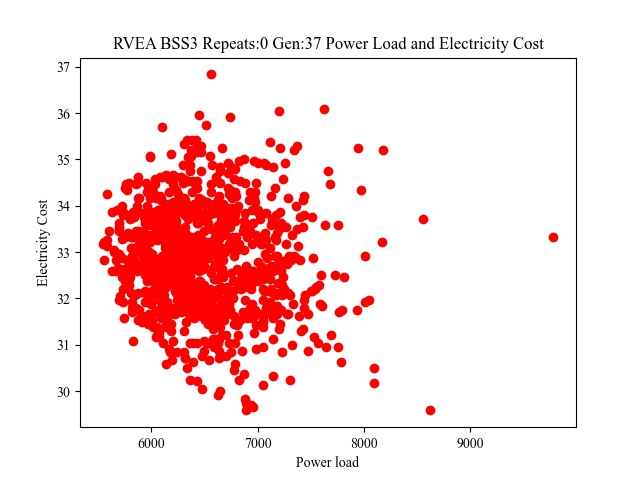 RVEA BSS3 Repeats:0 Gen:37 Power Load and Electricity Cost
37
36
35
34
33
32
31
30
Electricity Cost
6000 7000 8000 9000
Power load